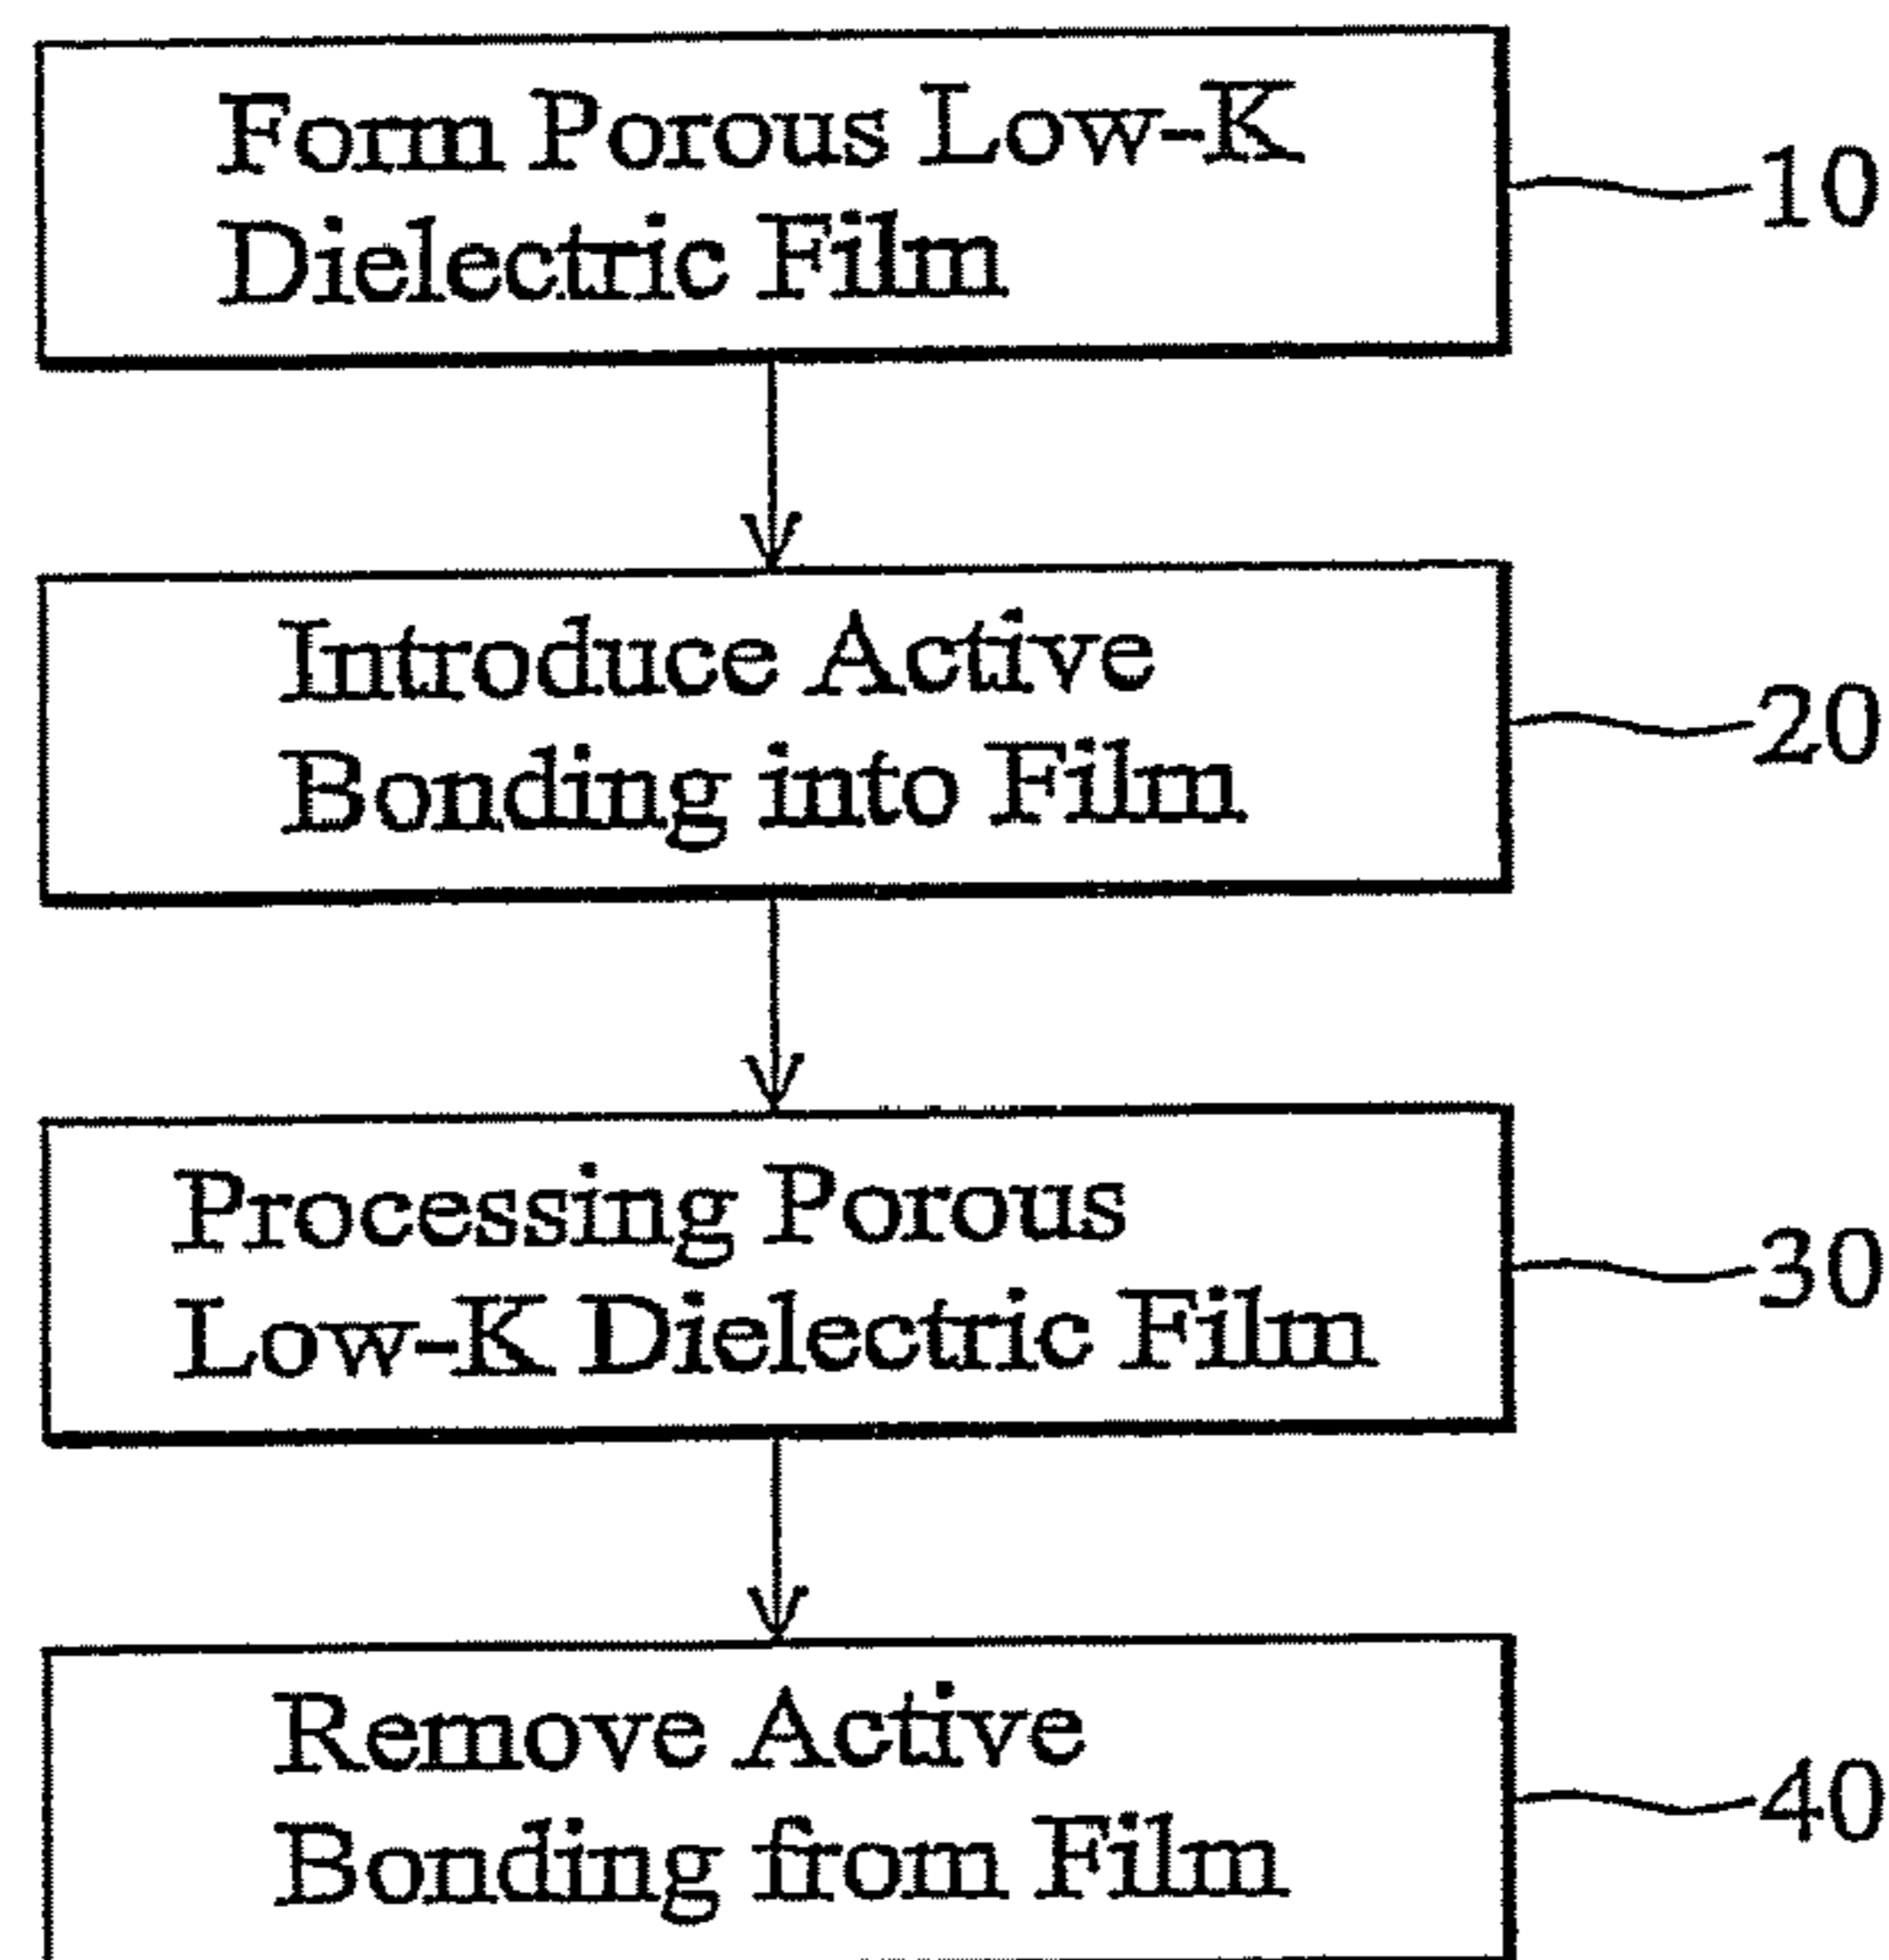 Form Porous Low-K
Dielectric Film
10
Introduce Active
Bonding into Film
20
Processing Porous
Low-K Dielectric Film
30
Remove Active
Bonding from Film
40